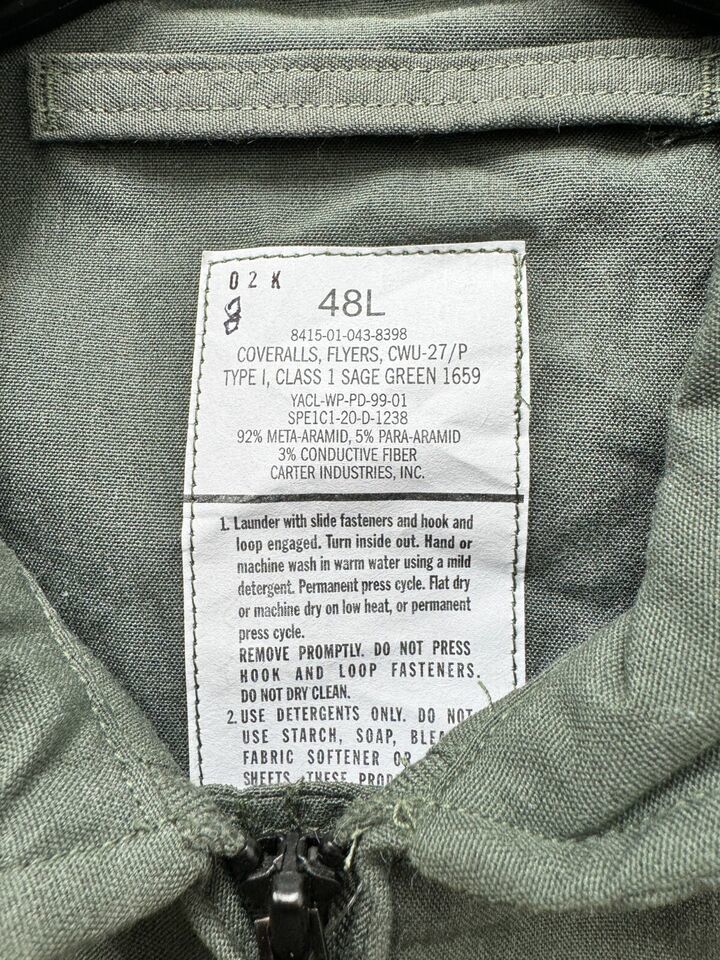 02K
48L
8415-01-043-8398
COVERALLS, FLYERS, CWU-27/P
TYPE I, CLASS 1 SAGE GREEN 1659
YACL-WP-PD-99-01
SPE1C1-20-D-1238
92% META-ARAMID, 5% PARA-ARAMID
3% CONDUCTIVE FIBER
CARTER INDUSTRIES, INC.
1. Launder with slide fasteners and hook and
loop engaged. Turn inside out. Hand or
machine wash in warm water using a mild
detergent. Permanent press cycle. Flat dry
or machine dry on low heat, or permanent
press cycle.
REMOVE PROMPTLY. DO NOT PRESS
HOOK AND LOOP FASTENERS.
DO NOT DRY CLEAN.
2. USE DETERGENTS ONLY. DO NOT
USE STARCH, SOAP,
FABRIC SOFTENER OR
SHEETS THESE